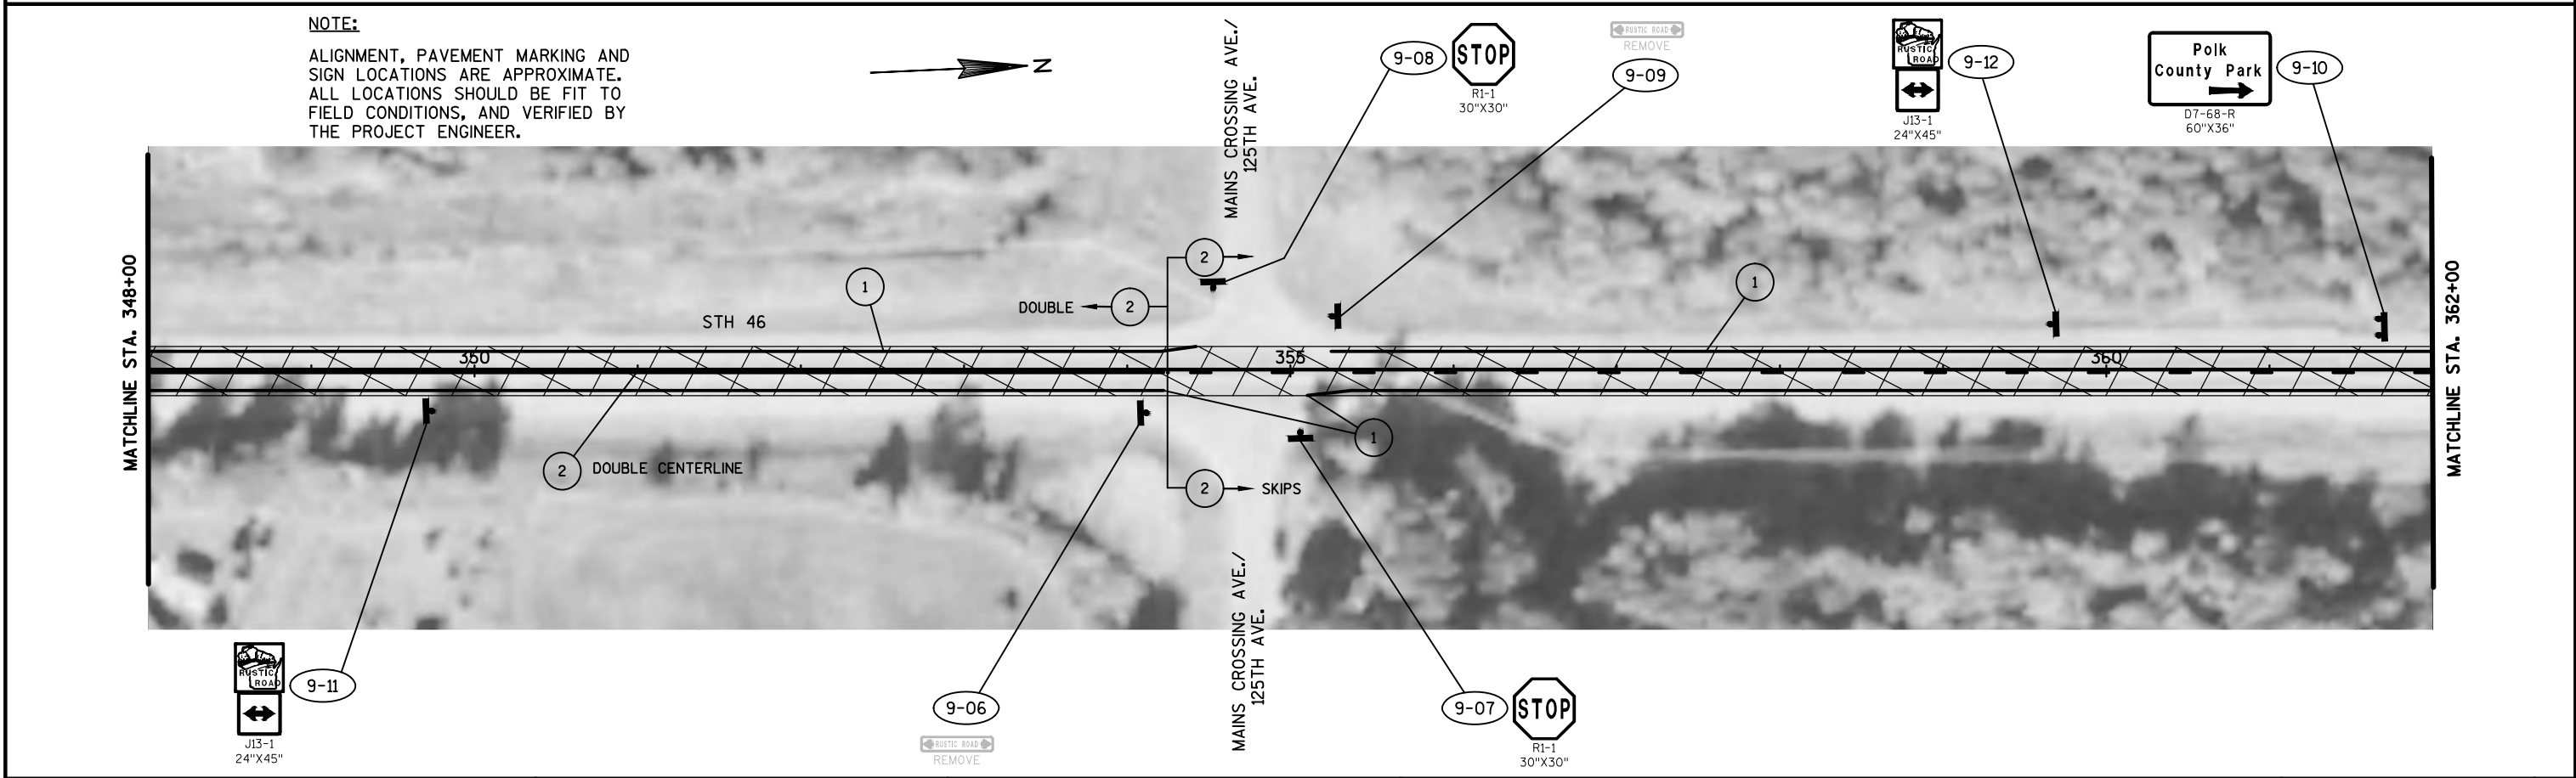 NOTE:
ALIGNMENT, PAVEMENT MARKING AND
SIGN LOCATIONS ARE APPROXIMATE.
ALL LOCATIONS SHOULD BE FIT TO
FIELD CONDITIONS, AND VERIFIED BY
THE PROJECT ENGINEER.
N
MAINS CROSSING AVE./
125TH AVE.
9-08
STOP
R1-1
30"X30"
RUSTIC ROAD
REMOVE
9-09
RUSTIC
ROAD
J13-1
24"X45"
9-12
Polk
County Park
D7-68-R
60"X36"
9-10
MATCHLINE STA. 348+00
MATCHLINE STA. 362+00
2
1
DOUBLE
2
1
STH 46
350
355
360
1
2
DOUBLE CENTERLINE
2
SKIPS
RUSTIC
ROAD
J13-1
24"X45"
9-11
9-06
RUSTIC ROAD
REMOVE
MAINS CROSSING AVE./
125TH AVE.
9-07
STOP
R1-1
30"X30"